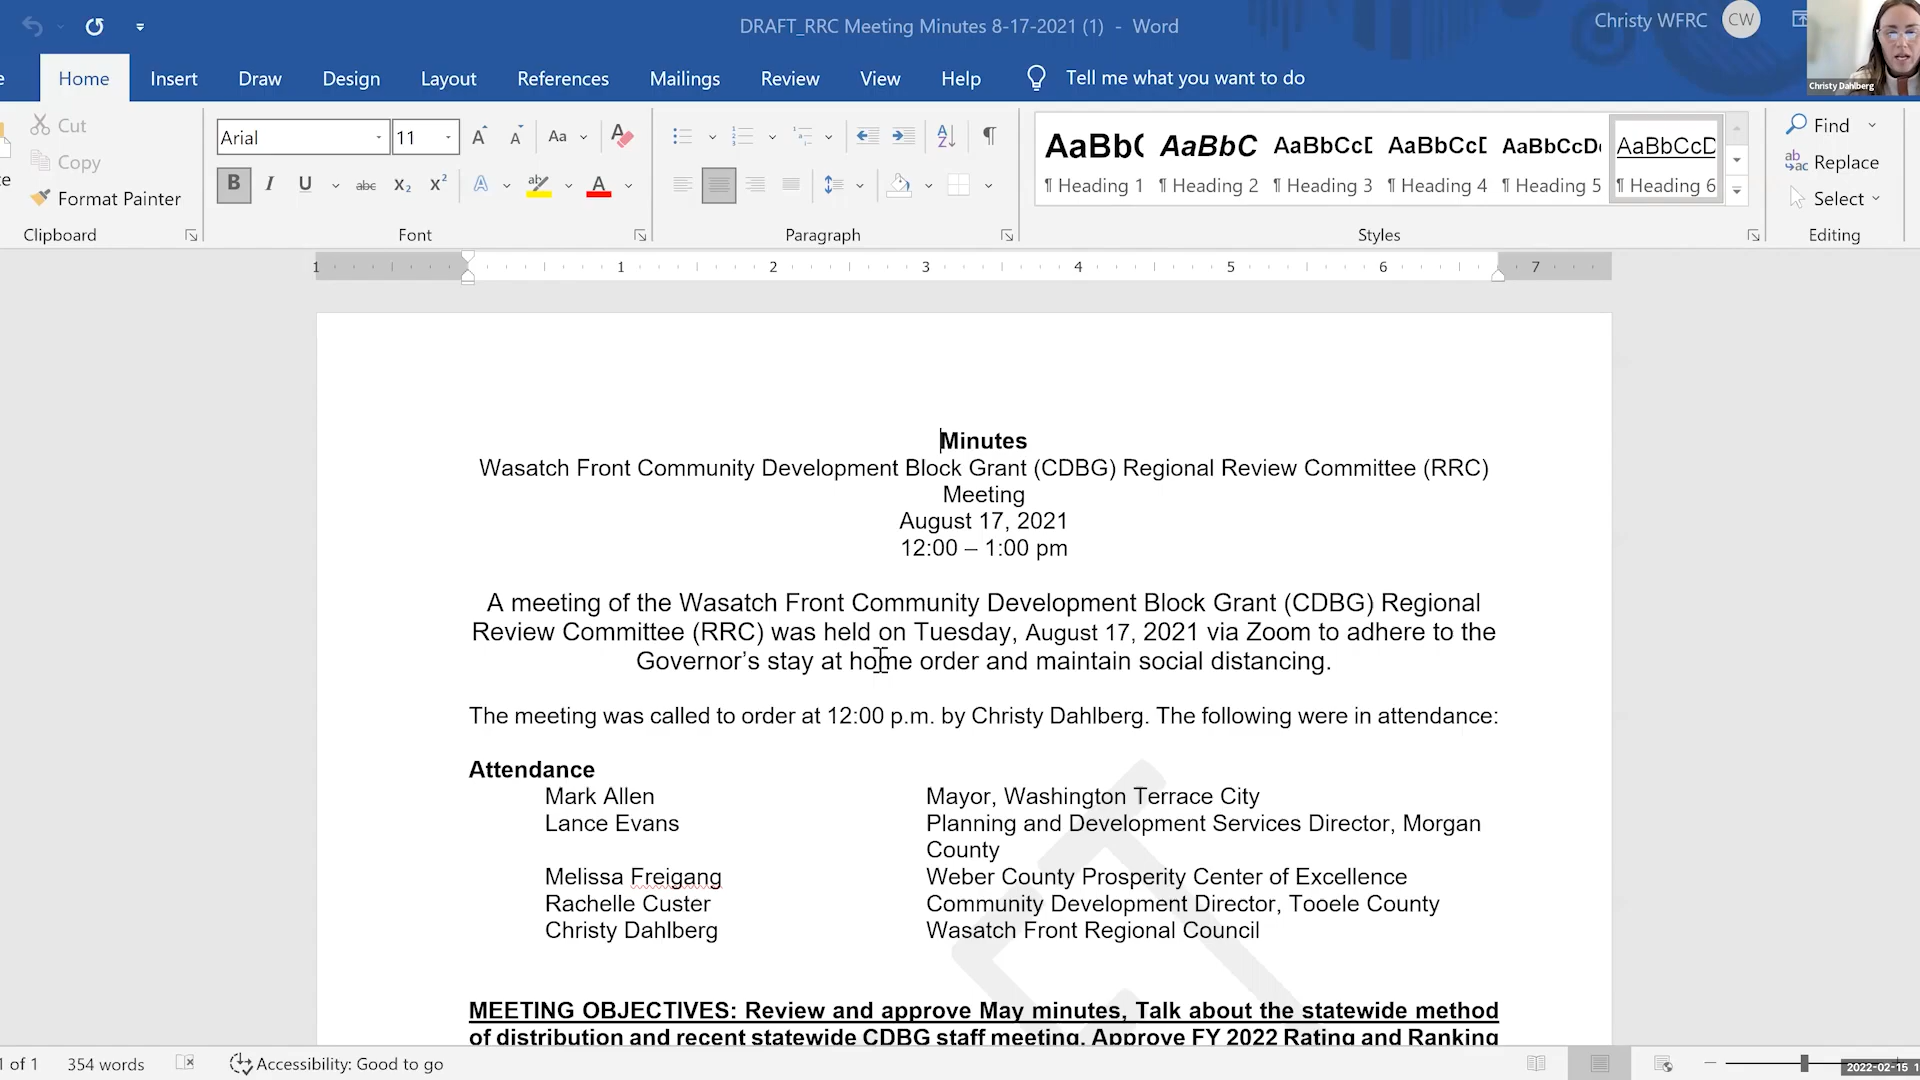 DRAFT_RRC Meeting Minutes 8-17-2021 (1) - Word
Christy WFRC
CW
Christy Dahlberg
Home
Insert
Draw
Design
Layout
References
Mailings
Review
View
Help
Tell me what you want to do
Cut
Copy
Format Painter
Clipboard
Arial
11
Font
Paragraph
AaBb(
AaBbC
AaBbCcD
AaBbCcD
AaBbCcD
AaBbCcD
¶ Heading 1
¶ Heading 2
¶ Heading 3
¶ Heading 4
¶ Heading 5
¶ Heading 6
Styles
Find
Replace
Select
Editing
1 1 2 3 4 5 6 7
Minutes
Wasatch Front Community Development Block Grant (CDBG) Regional Review Committee (RRC)
Meeting
August 17, 2021
12:00 – 1:00 pm
A meeting of the Wasatch Front Community Development Block Grant (CDBG) Regional
Review Committee (RRC) was held on Tuesday, August 17, 2021 via Zoom to adhere to the
Governor’s stay at home order and maintain social distancing.
The meeting was called to order at 12:00 p.m. by Christy Dahlberg. The following were in attendance:
Attendance
Mark Allen Mayor, Washington Terrace City
Lance Evans Planning and Development Services Director, Morgan
County
Melissa Freigang Weber County Prosperity Center of Excellence
Rachelle Custer Community Development Director, Tooele County
Christy Dahlberg Wasatch Front Regional Council
MEETING OBJECTIVES: Review and approve May minutes, Talk about the statewide method
of distribution and recent statewide CDBG staff meeting, Approve FY 2022 Rating and Ranking
1 of 1
354 words
Accessibility: Good to go
2022-02-15